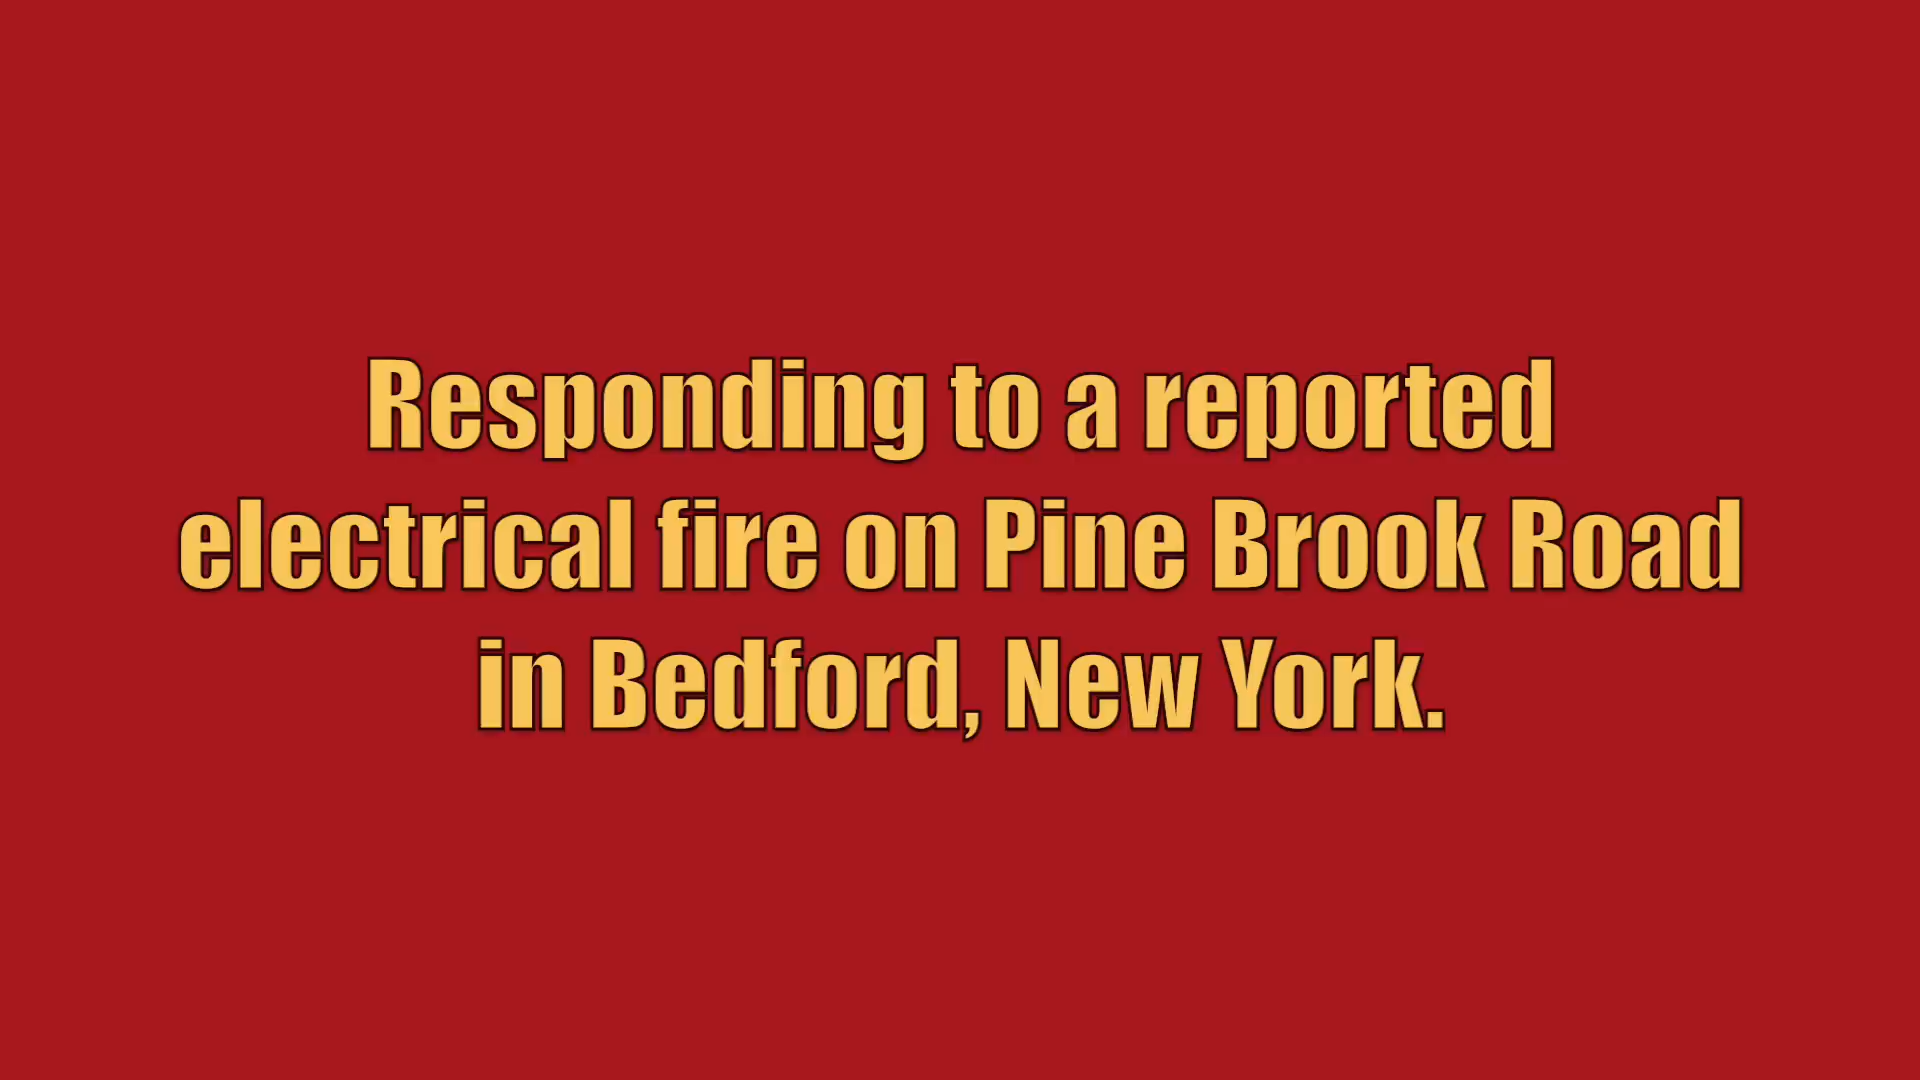 Responding to a reported
electrical fire on Pine Brook Road
in Bedford, New York.